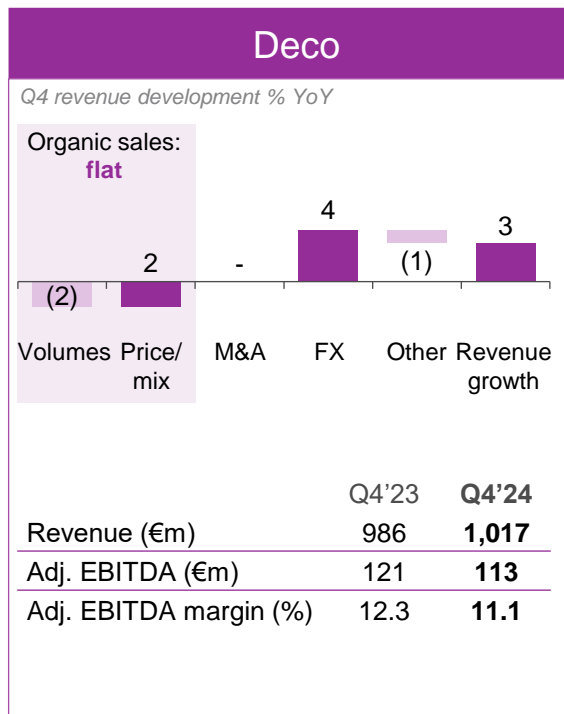 Deco
Q4 revenue development % YoY
Organic sales:
flat
(2)
2
-
4
(1)
3
Volumes Price/ M&A FX Other Revenue
mix growth
Q4’23 Q4’24
Revenue (€m) 986 1,017
Adj. EBITDA (€m) 121 113
Adj. EBITDA margin (%) 12.3 11.1